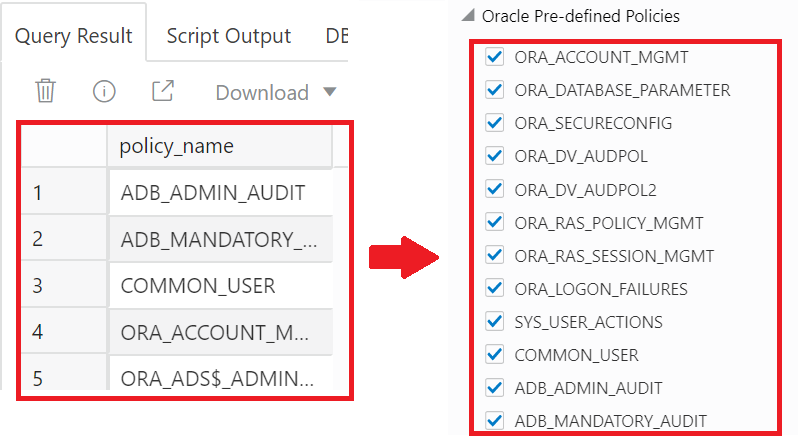 Query Result Script Output DB
Download
policy_name
1 ADB_ADMIN_AUDIT
2 ADB_MANDATORY_...
3 COMMON_USER
4 ORA_ACCOUNT_M...
5 ORA_ADS$_ADMIN...
Oracle Pre-defined Policies
ORA_ACCOUNT_MGMT
ORA_DATABASE_PARAMETER
ORA_SECURECONFIG
ORA_DV_AUDPOL
ORA_DV_AUDPOL2
ORA_RAS_POLICY_MGMT
ORA_RAS_SESSION_MGMT
ORA_LOGON_FAILURES
SYS_USER_ACTIONS
COMMON_USER
ADB_ADMIN_AUDIT
ADB_MANDATORY_AUDIT